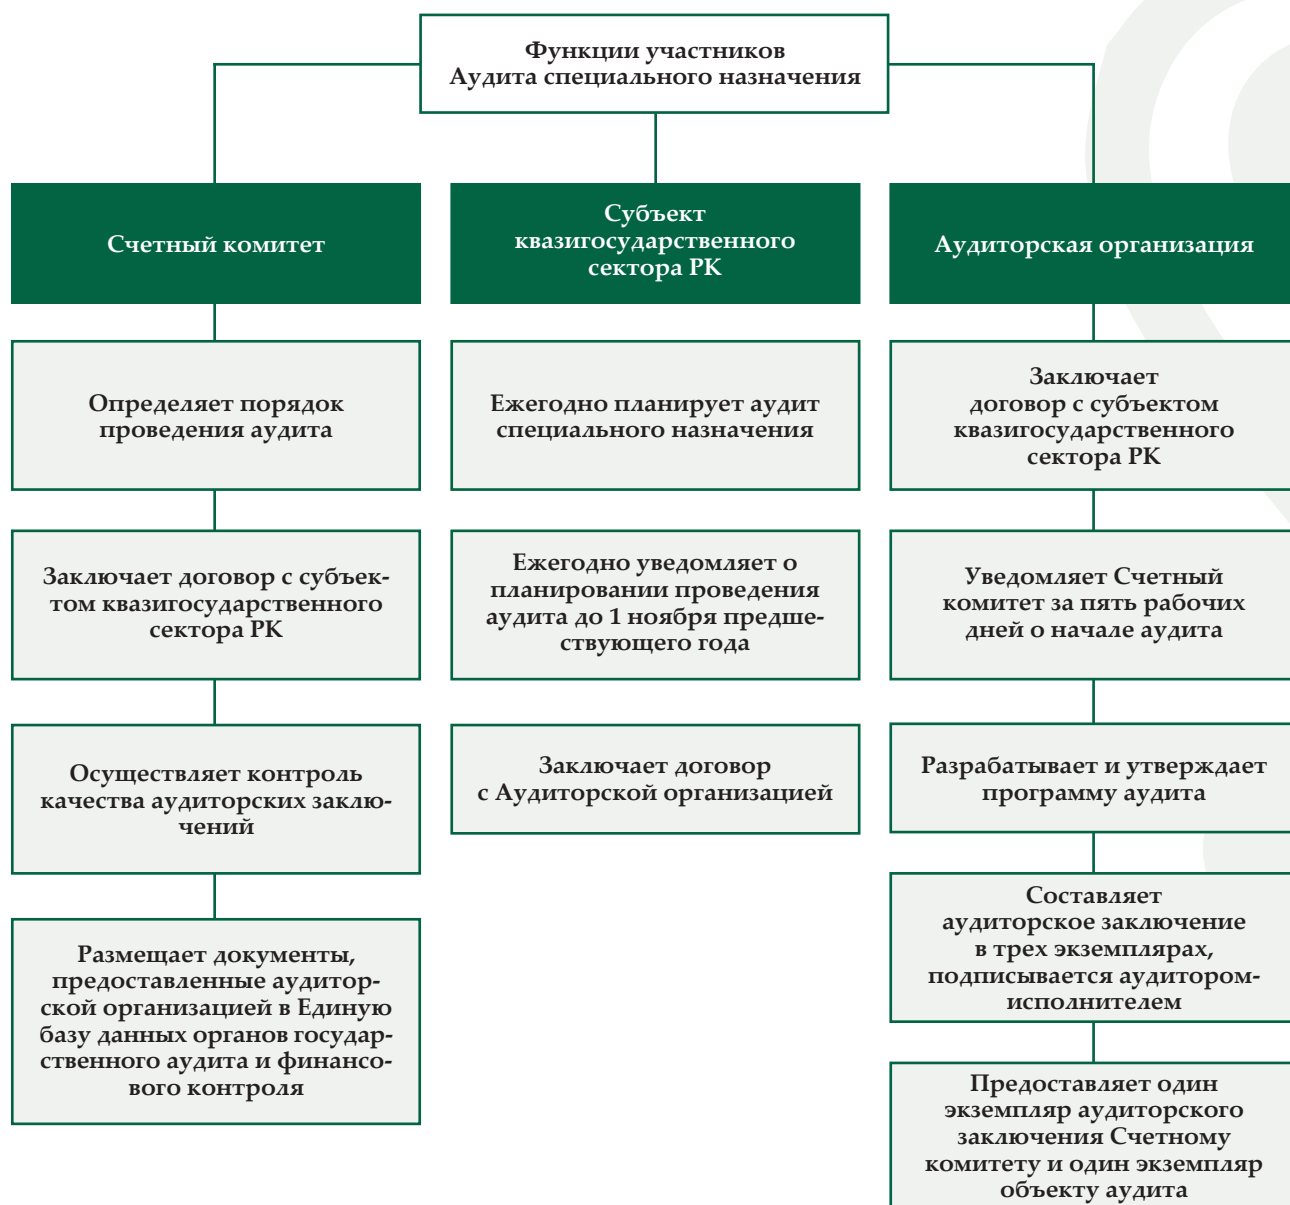 Функции участников
Аудита специального назначения
Счетный комитет
Определяет порядок
проведения аудита
Заключает договор с субъек-
том квазигосударственного
сектора РК
Осуществляет контроль
качества аудиторских заклю-
чений
Размещает документы,
предоставленные аудитор-
ской организацией в Единую
базу данных органов государ-
ственного аудита и финансо-
вого контроля
Субъект
квазигосударственного
сектора РК
Ежегодно планирует аудит
специального назначения
Ежегодно уведомляет о
планировании проведения
аудита до 1 ноября предше-
ствующего года
Заключает договор
с Аудиторской организацией
Аудиторская организация
Заключает
договор с субъектом
квазигосударственного
сектора РК
Уведомляет Счетный
комитет за пять рабочих
дней о начале аудита
Разрабатывает и утверждает
программу аудита
Составляет
аудиторское заключение
в трех экземплярах,
подписывается аудитором-
исполнителем
Предоставляет один
экземпляр аудиторского
заключения Счетному
комитету и один экземпляр
объекту аудита